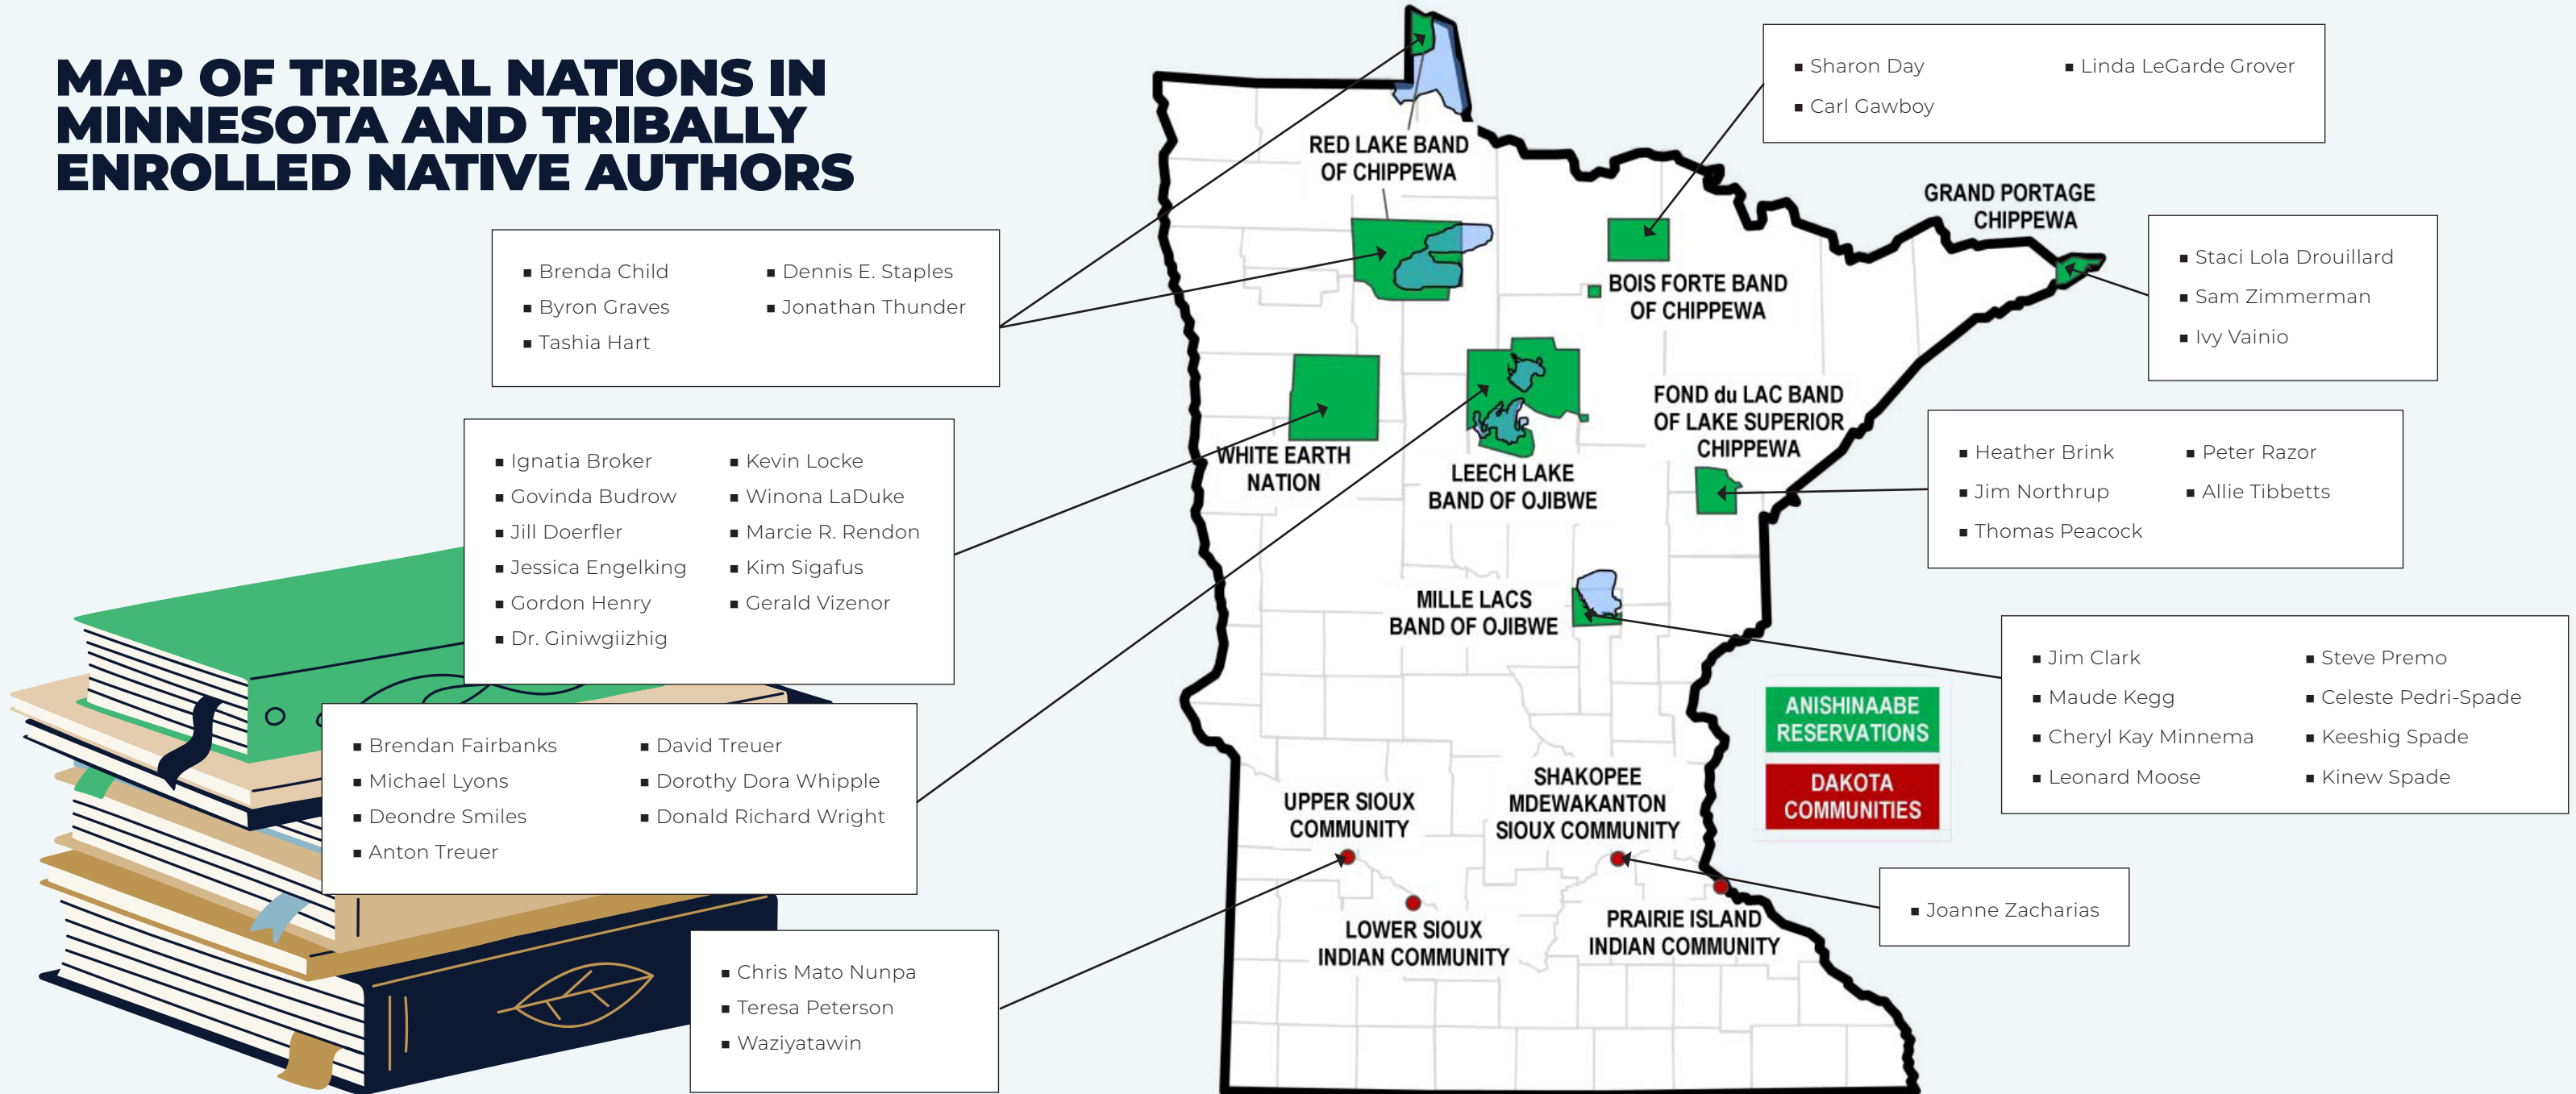 MAP OF TRIBAL NATIONS IN
MINNESOTA AND TRIBALLY
ENROLLED NATIVE AUTHORS
■ Brenda Child
■ Byron Graves
■ Tashia Hart
■ Dennis E. Staples
■ Jonathan Thunder
■ Ignatia Broker
■ Govinda Budrow
■ Jill Doerfler
■ Jessica Engelking
■ Gordon Henry
■ Dr. Giniwgiizhig
■ Kevin Locke
■ Winona LaDuke
■ Marcie R. Rendon
■ Kim Sigafus
■ Gerald Vizenor
■ Brendan Fairbanks
■ Michael Lyons
■ Deondre Smiles
■ Anton Treuer
■ David Treuer
■ Dorothy Dora Whipple
■ Donald Richard Wright
■ Chris Mato Nunpa
■ Teresa Peterson
■ Waziyatawin
RED LAKE BAND
OF CHIPPEWA
BOIS FORTE BAND
OF CHIPPEWA
GRAND PORTAGE
CHIPPEWA
WHITE EARTH
NATION
LEECH LAKE
BAND OF OJIBWE
FOND du LAC BAND
OF LAKE SUPERIOR
CHIPPEWA
MILLE LACS
BAND OF OJIBWE
UPPER SIOUX
COMMUNITY
SHAKOPEE
MDEWAKANTON
SIOUX COMMUNITY
LOWER SIOUX
INDIAN COMMUNITY
PRAIRIE ISLAND
INDIAN COMMUNITY
ANISHINAABE
RESERVATIONS
DAKOTA
COMMUNITIES
■ Sharon Day
■ Carl Gawboy
■ Linda LeGarde Grover
■ Staci Lola Drouillard
■ Sam Zimmerman
■ Ivy Vainio
■ Heather Brink
■ Jim Northrup
■ Thomas Peacock
■ Peter Razor
■ Allie Tibbetts
■ Jim Clark
■ Maude Kegg
■ Cheryl Kay Minnema
■ Leonard Moose
■ Steve Premo
■ Celeste Pedri-Spade
■ Keeshig Spade
■ Kinew Spade
■ Joanne Zacharias